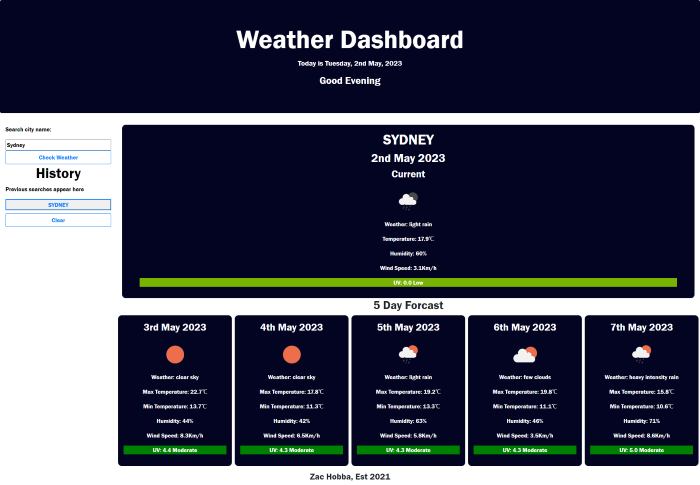 Weather Dashboard
Today is Tuesday, 2nd May, 2023
Good Evening
Search city name:
Sydney
Check Weather
History
Previous searches appear here
SYDNEY
Clear
SYDNEY
2nd May 2023
Current
Weather: light rain
Temperature: 17.9℃
Humidity: 60%
Wind Speed: 3.1Km/h
UV: 0.0 Low
5 Day Forcast
3rd May 2023
Weather: clear sky
Max Temperature: 22.7℃
Min Temperature: 13.7℃
Humidity: 44%
Wind Speed: 8.3Km/h
UV: 4.4 Moderate
4th May 2023
Weather: clear sky
Max Temperature: 17.8℃
Min Temperature: 11.3℃
Humidity: 42%
Wind Speed: 6.5Km/h
UV: 4.3 Moderate
5th May 2023
Weather: light rain
Max Temperature: 19.2℃
Min Temperature: 13.3℃
Humidity: 63%
Wind Speed: 5.8Km/h
UV: 4.3 Moderate
6th May 2023
Weather: few clouds
Max Temperature: 19.8℃
Min Temperature: 11.1℃
Humidity: 46%
Wind Speed: 3.5Km/h
UV: 4.3 Moderate
7th May 2023
Weather: heavy intensity rain
Max Temperature: 15.8℃
Min Temperature: 10.6℃
Humidity: 71%
Wind Speed: 8.6Km/h
UV: 5.0 Moderate
Zac Hobba, Est 2021